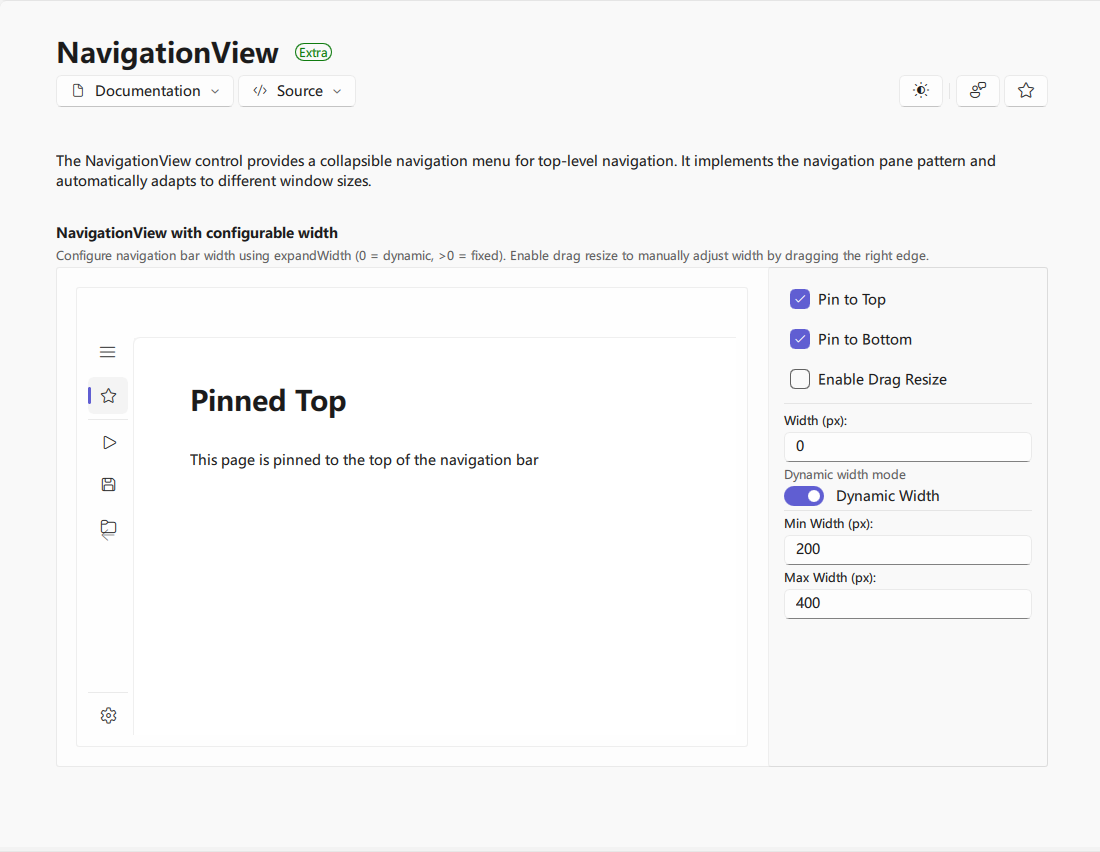 NavigationView Extra
Documentation Source
The NavigationView control provides a collapsible navigation menu for top-level navigation. It implements the navigation pane pattern and
automatically adapts to different window sizes.
NavigationView with configurable width
Configure navigation bar width using expandWidth (0 = dynamic, >0 = fixed). Enable drag resize to manually adjust width by dragging the right edge.
Pinned Top
This page is pinned to the top of the navigation bar
Pin to Top
Pin to Bottom
Enable Drag Resize
Width (px):
0
Dynamic width mode
Dynamic Width
Min Width (px):
200
Max Width (px):
400